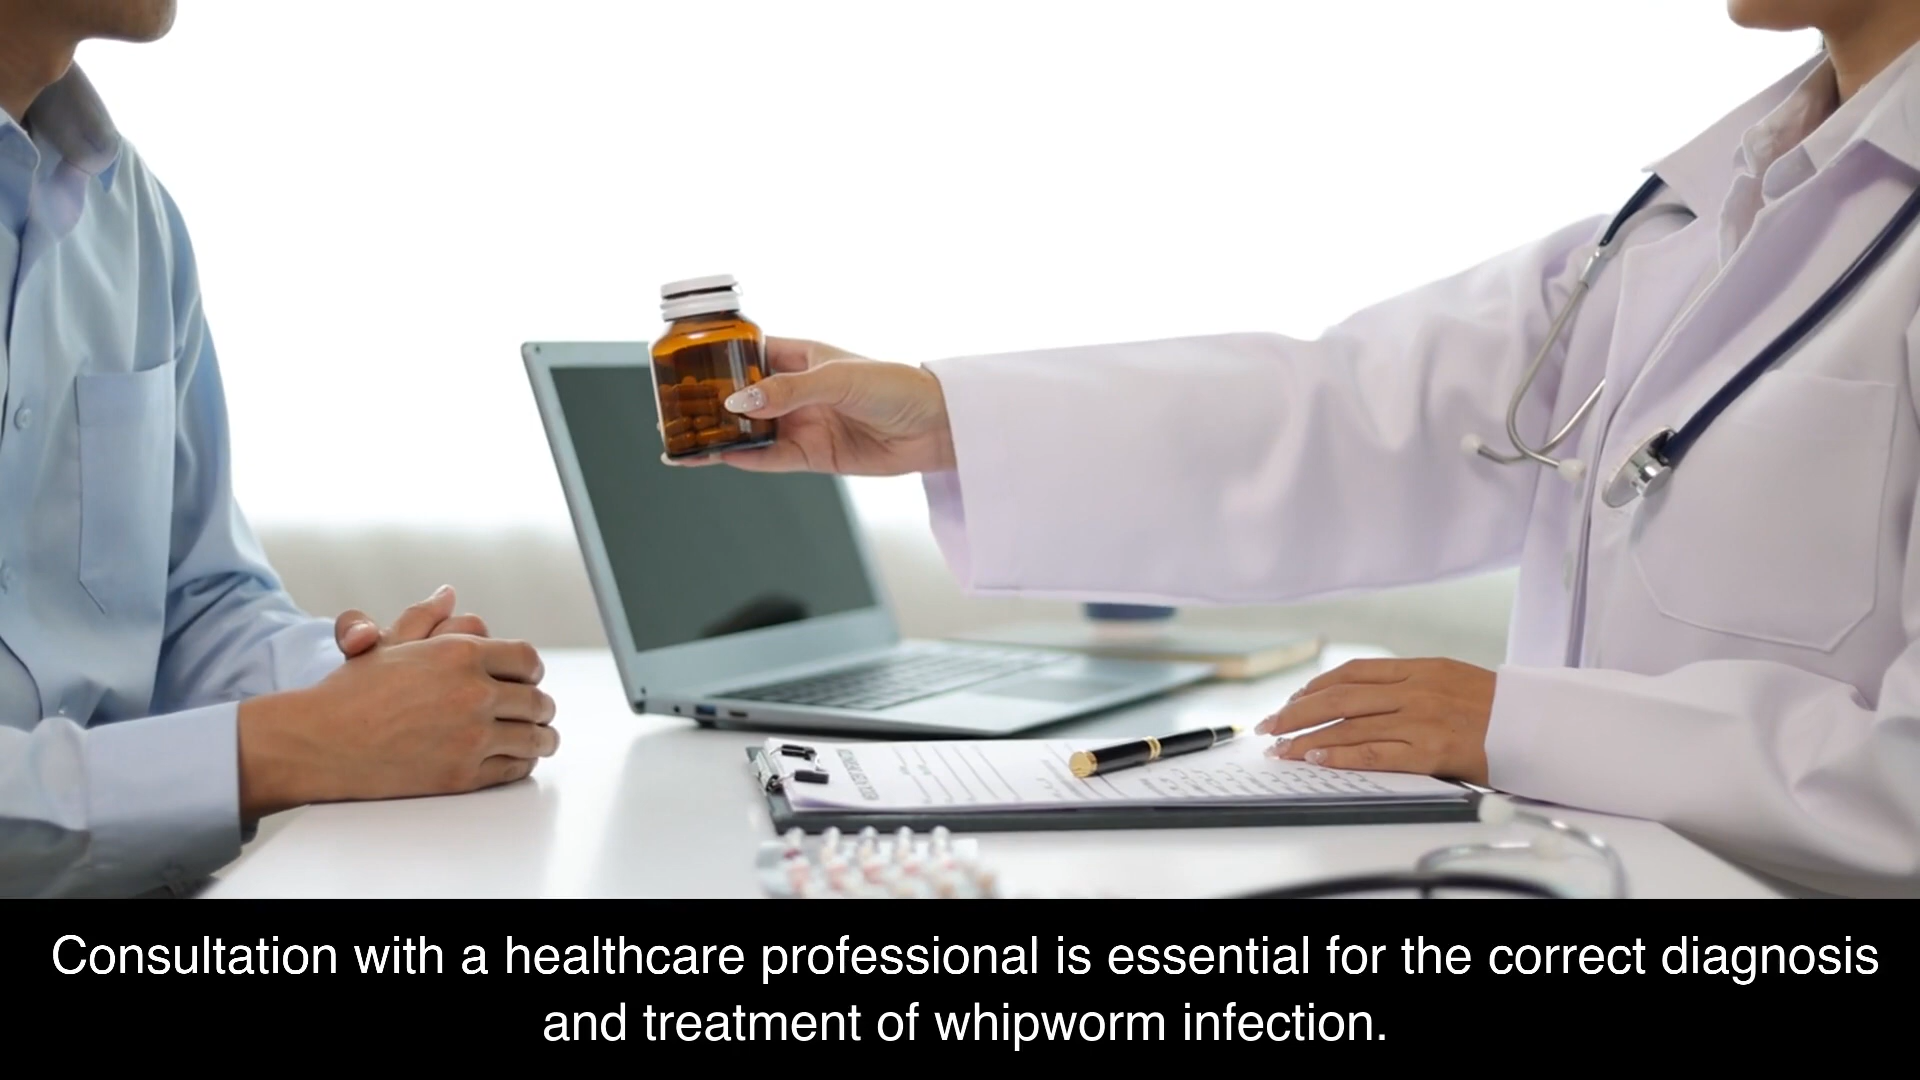 Consultation with a healthcare professional is essential for the correct diagnosis
and treatment of whipworm infection.